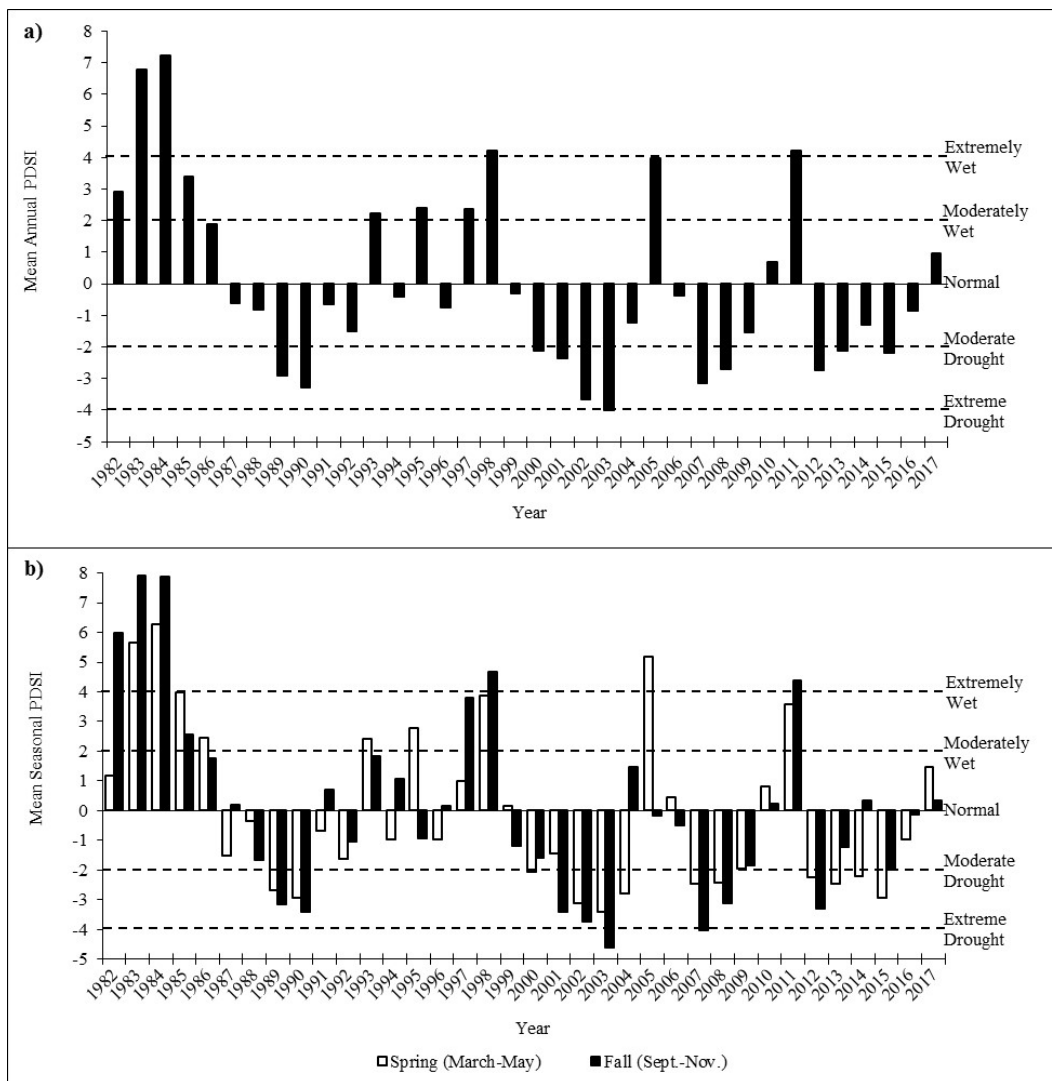 a)
Mean Annual PDSI
8
7
6
5
4
3
2
1
0
-1
-2
-3
-4
-5
Extremely
Wet
Moderately
Wet
Normal
Moderate
Drought
Extreme
Drought
1982 1983 1984 1985 1986 1987 1988 1989 1990 1991 1992 1993 1994 1995 1996 1997 1998 1999 2000 2001 2002 2003 2004 2005 2006 2007 2008 2009 2010 2011 2012 2013 2014 2015 2016 2017
Year
b)
Mean Seasonal PDSI
8
7
6
5
4
3
2
1
0
-1
-2
-3
-4
-5
Extremely
Wet
Moderately
Wet
Normal
Moderate
Drought
Extreme
Drought
1982 1983 1984 1985 1986 1987 1988 1989 1990 1991 1992 1993 1994 1995 1996 1997 1998 1999 2000 2001 2002 2003 2004 2005 2006 2007 2008 2009 2010 2011 2012 2013 2014 2015 2016 2017
Year
Spring (March-May) Fall (Sept.-Nov.)